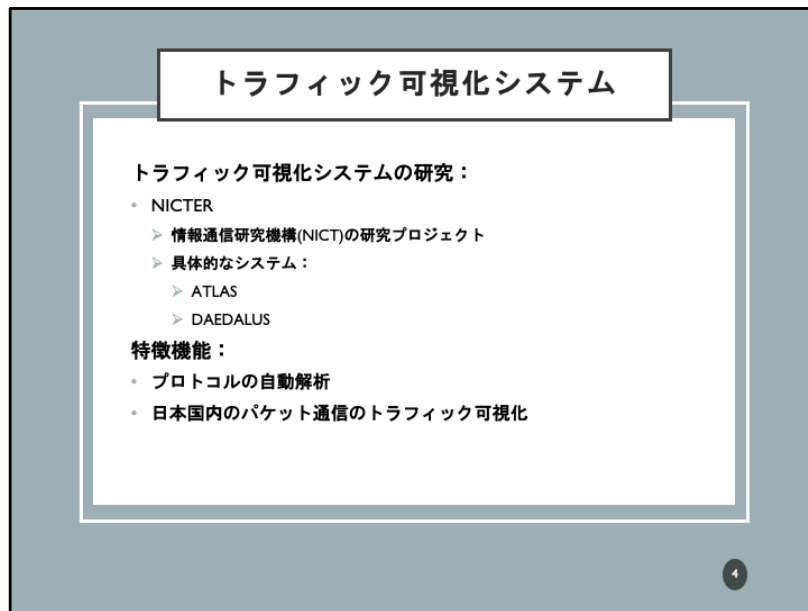 トラフィック可視化システム
トラフィック可視化システムの研究：
• NICTER
➢ 情報通信研究機構(NICT)の研究プロジェクト
➢ 具体的なシステム：
➢ ATLAS
➢ DAEDALUS
特徴機能：
• プロトコルの自動解析
• 日本国内のパケット通信のトラフィック可視化
4